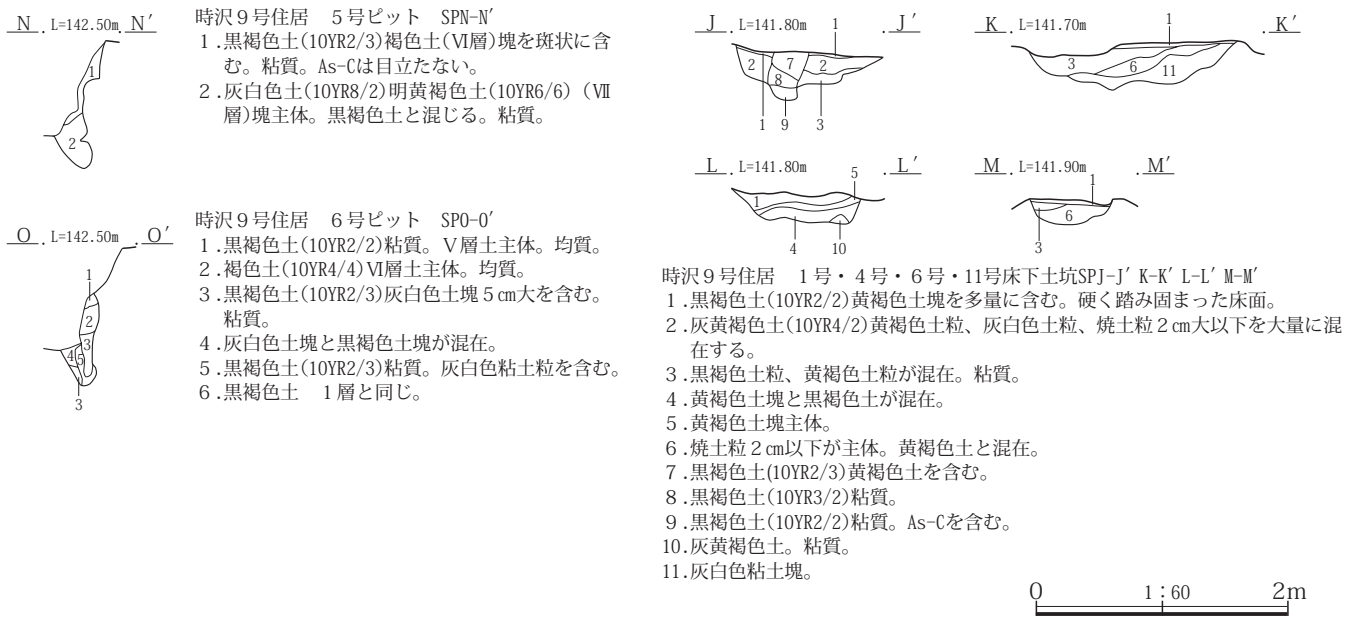 N . L=142.50m . N′
1
2
時沢９号住居　５号ピット　SPN-N′
１.黒褐色土(10YR2/3)褐色土(Ⅵ層)塊を斑状に含
む。粘質。As-Cは目立たない。
２.灰白色土(10YR8/2)明黄褐色土(10YR6/6)（Ⅶ
層)塊主体。黒褐色土と混じる。粘質。
O . L=142.50m . O′
1
2
3
4 5
3
時沢９号住居　６号ピット　SPO-O′
１.黒褐色土(10YR2/2)粘質。Ⅴ層土主体。均質。
２.褐色土(10YR4/4)Ⅵ層土主体。均質。
３.黒褐色土(10YR2/3)灰白色土塊５㎝大を含む。
粘質。
４.灰白色土塊と黒褐色土塊が混在。
５.黒褐色土(10YR2/3)粘質。灰白色粘土粒を含む。
６.黒褐色土　１層と同じ。
J . L=141.80m 1 . J′
2 7 2
8
1 9 3
K . L=141.70m 1 . K′
3 6 11
L . L=141.80m 5 . L′
1
4 10
M . L=141.90m . M′
1
6
3
時沢９号住居　１号・４号・６号・11号床下土坑SPJ-J′K-K′L-L′M-M′
１.黒褐色土(10YR2/2)黄褐色土塊を多量に含む。硬く踏み固まった床面。
２.灰黄褐色土(10YR4/2)黄褐色土粒、灰白色土粒、焼土粒２㎝大以下を大量に混
在する。
３.黒褐色土粒、黄褐色土粒が混在。粘質。
４.黄褐色土塊と黒褐色土が混在。
５.黄褐色土塊主体。
６.焼土粒２㎝以下が主体。黄褐色土と混在。
７.黒褐色土(10YR2/3)黄褐色土を含む。
８.黒褐色土(10YR3/2)粘質。
９.黒褐色土(10YR2/2)粘質。As-Cを含む。
10.灰黄褐色土。粘質。
11.灰白色粘土塊。
0 1：60 2m